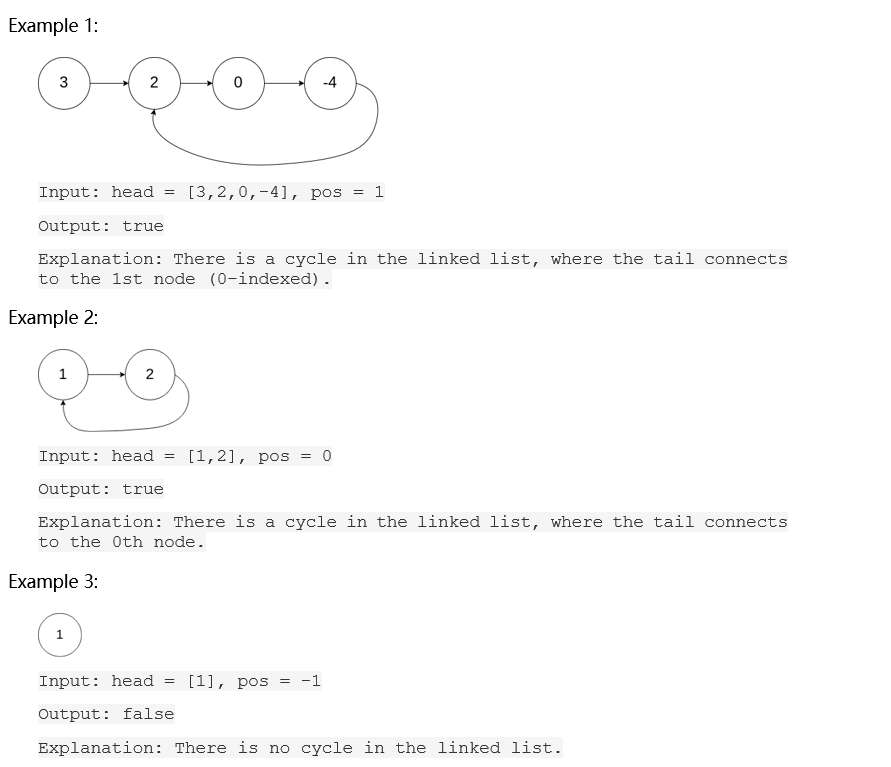 Example 1:
3 2 0 -4
Input: head = [3,2,0,-4], pos = 1
Output: true
Explanation: There is a cycle in the linked list, where the tail connects
to the 1st node (0-indexed).
Example 2:
1 2
Input: head = [1,2], pos = 0
Output: true
Explanation: There is a cycle in the linked list, where the tail connects
to the 0th node.
Example 3:
1
Input: head = [1], pos = -1
Output: false
Explanation: There is no cycle in the linked list.